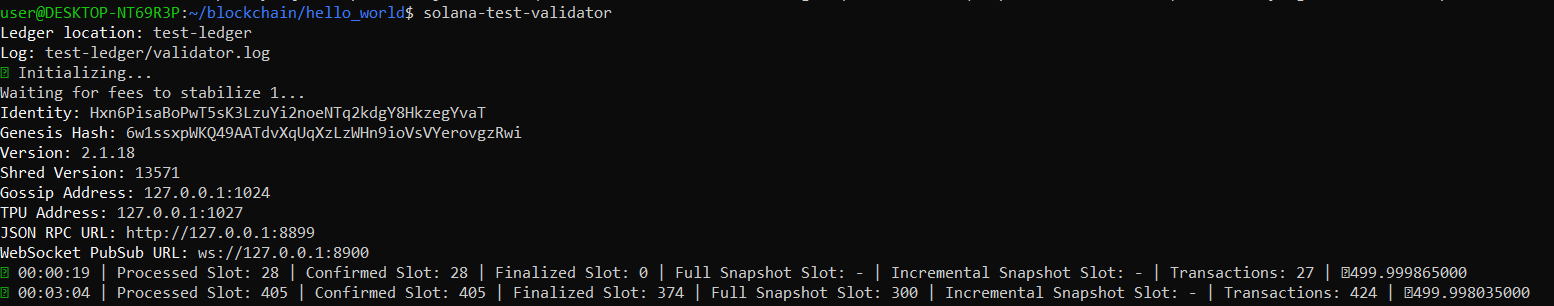 user@DESKTOP-NT69R3P:~/blockchain/hello_world$ solana-test-validator
Ledger location: test-ledger
Log: test-ledger/validator.log
Initializing...
Waiting for fees to stabilize 1...
Identity: Hxn6PisaBoPwT5sK3LzuYi2noeNTq2kdgY8HkzegYvaT
Genesis Hash: 6w1ssxpWKQ49AATdvXqUqXzLzWHn9ioVsVYerovgzRwi
Version: 2.1.18
Shred Version: 13571
Gossip Address: 127.0.0.1:1024
TPU Address: 127.0.0.1:1027
JSON RPC URL: http://127.0.0.1:8899
WebSocket PubSub URL: ws://127.0.0.1:8900
00:00:19 | Processed Slot: 28 | Confirmed Slot: 28 | Finalized Slot: 0 | Full Snapshot Slot: - | Incremental Snapshot Slot: - | Transactions: 27 | 499.999865000
00:03:04 | Processed Slot: 405 | Confirmed Slot: 405 | Finalized Slot: 374 | Full Snapshot Slot: 300 | Incremental Snapshot Slot: - | Transactions: 424 | 499.998035000